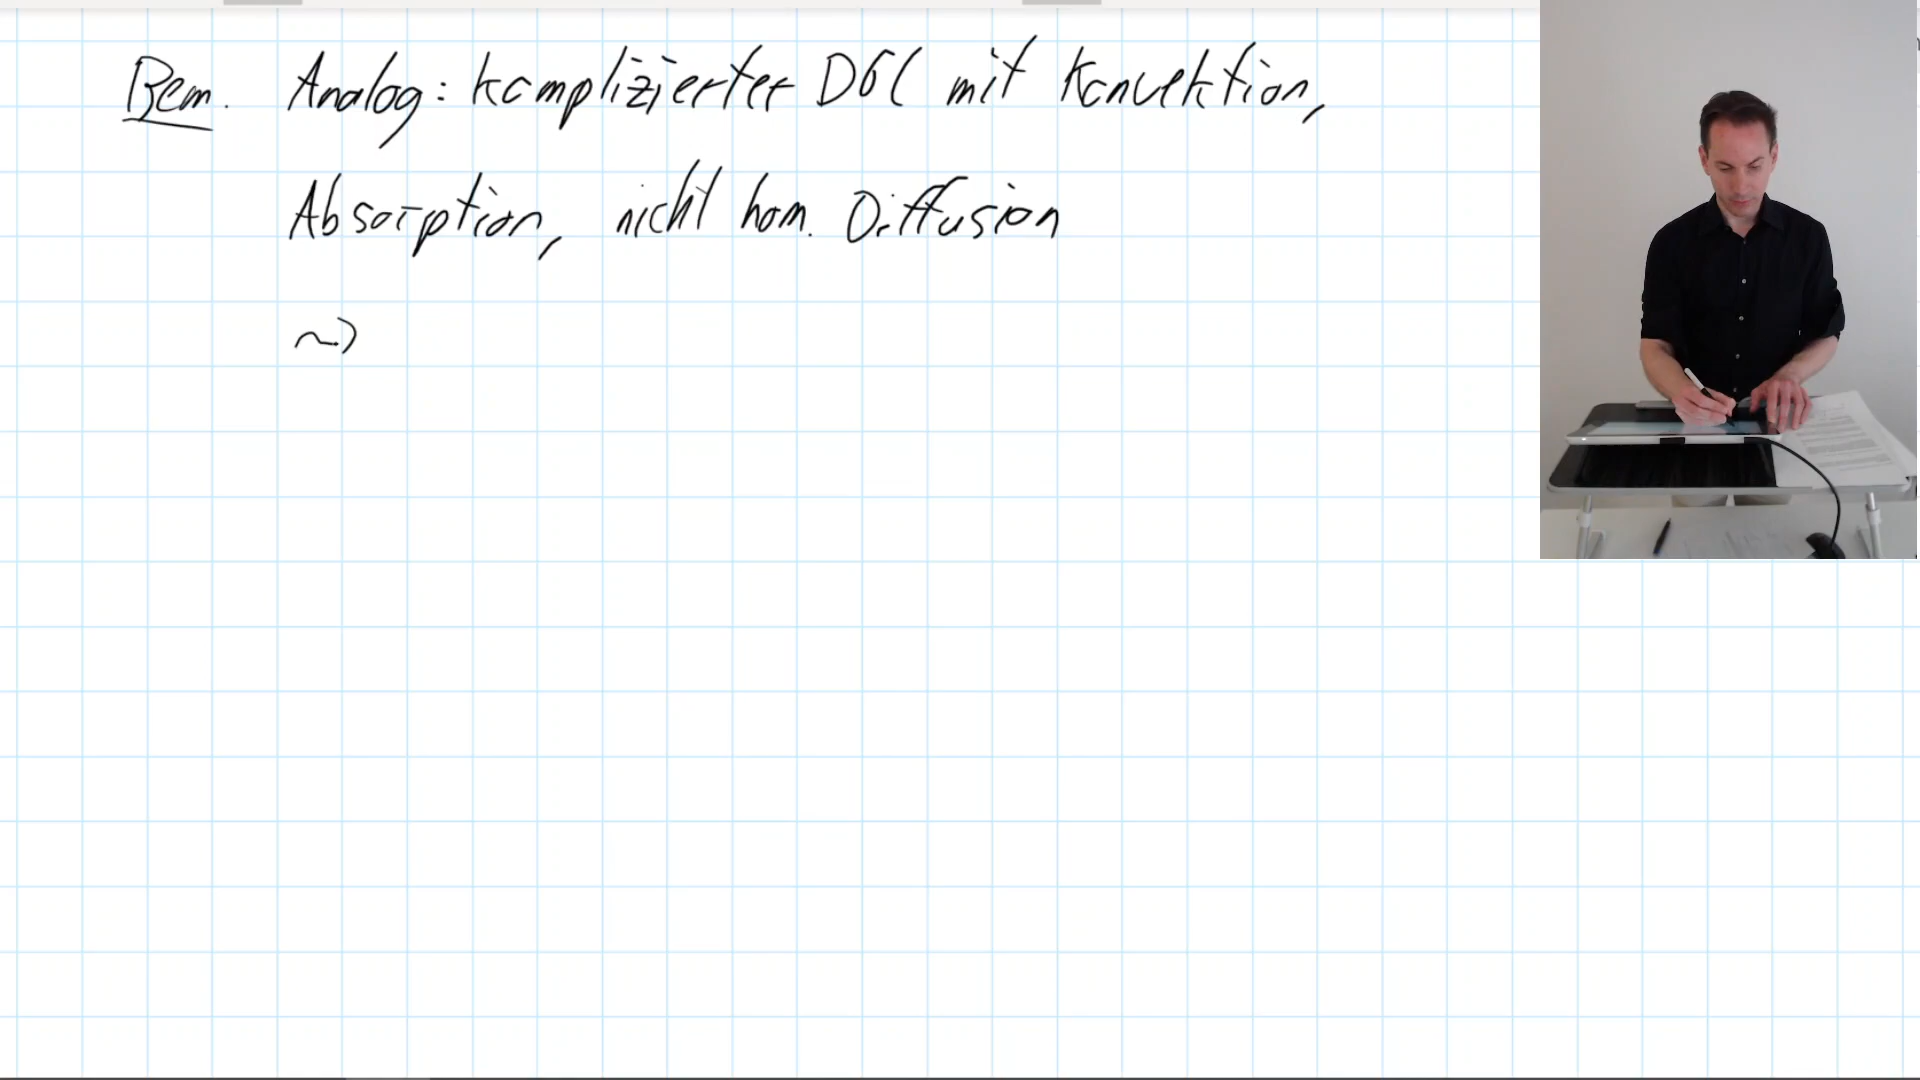 Bem. Analog: komplizierter DGl mit Konvektion,
Absorption, nicht hom. Diffusion
⇝